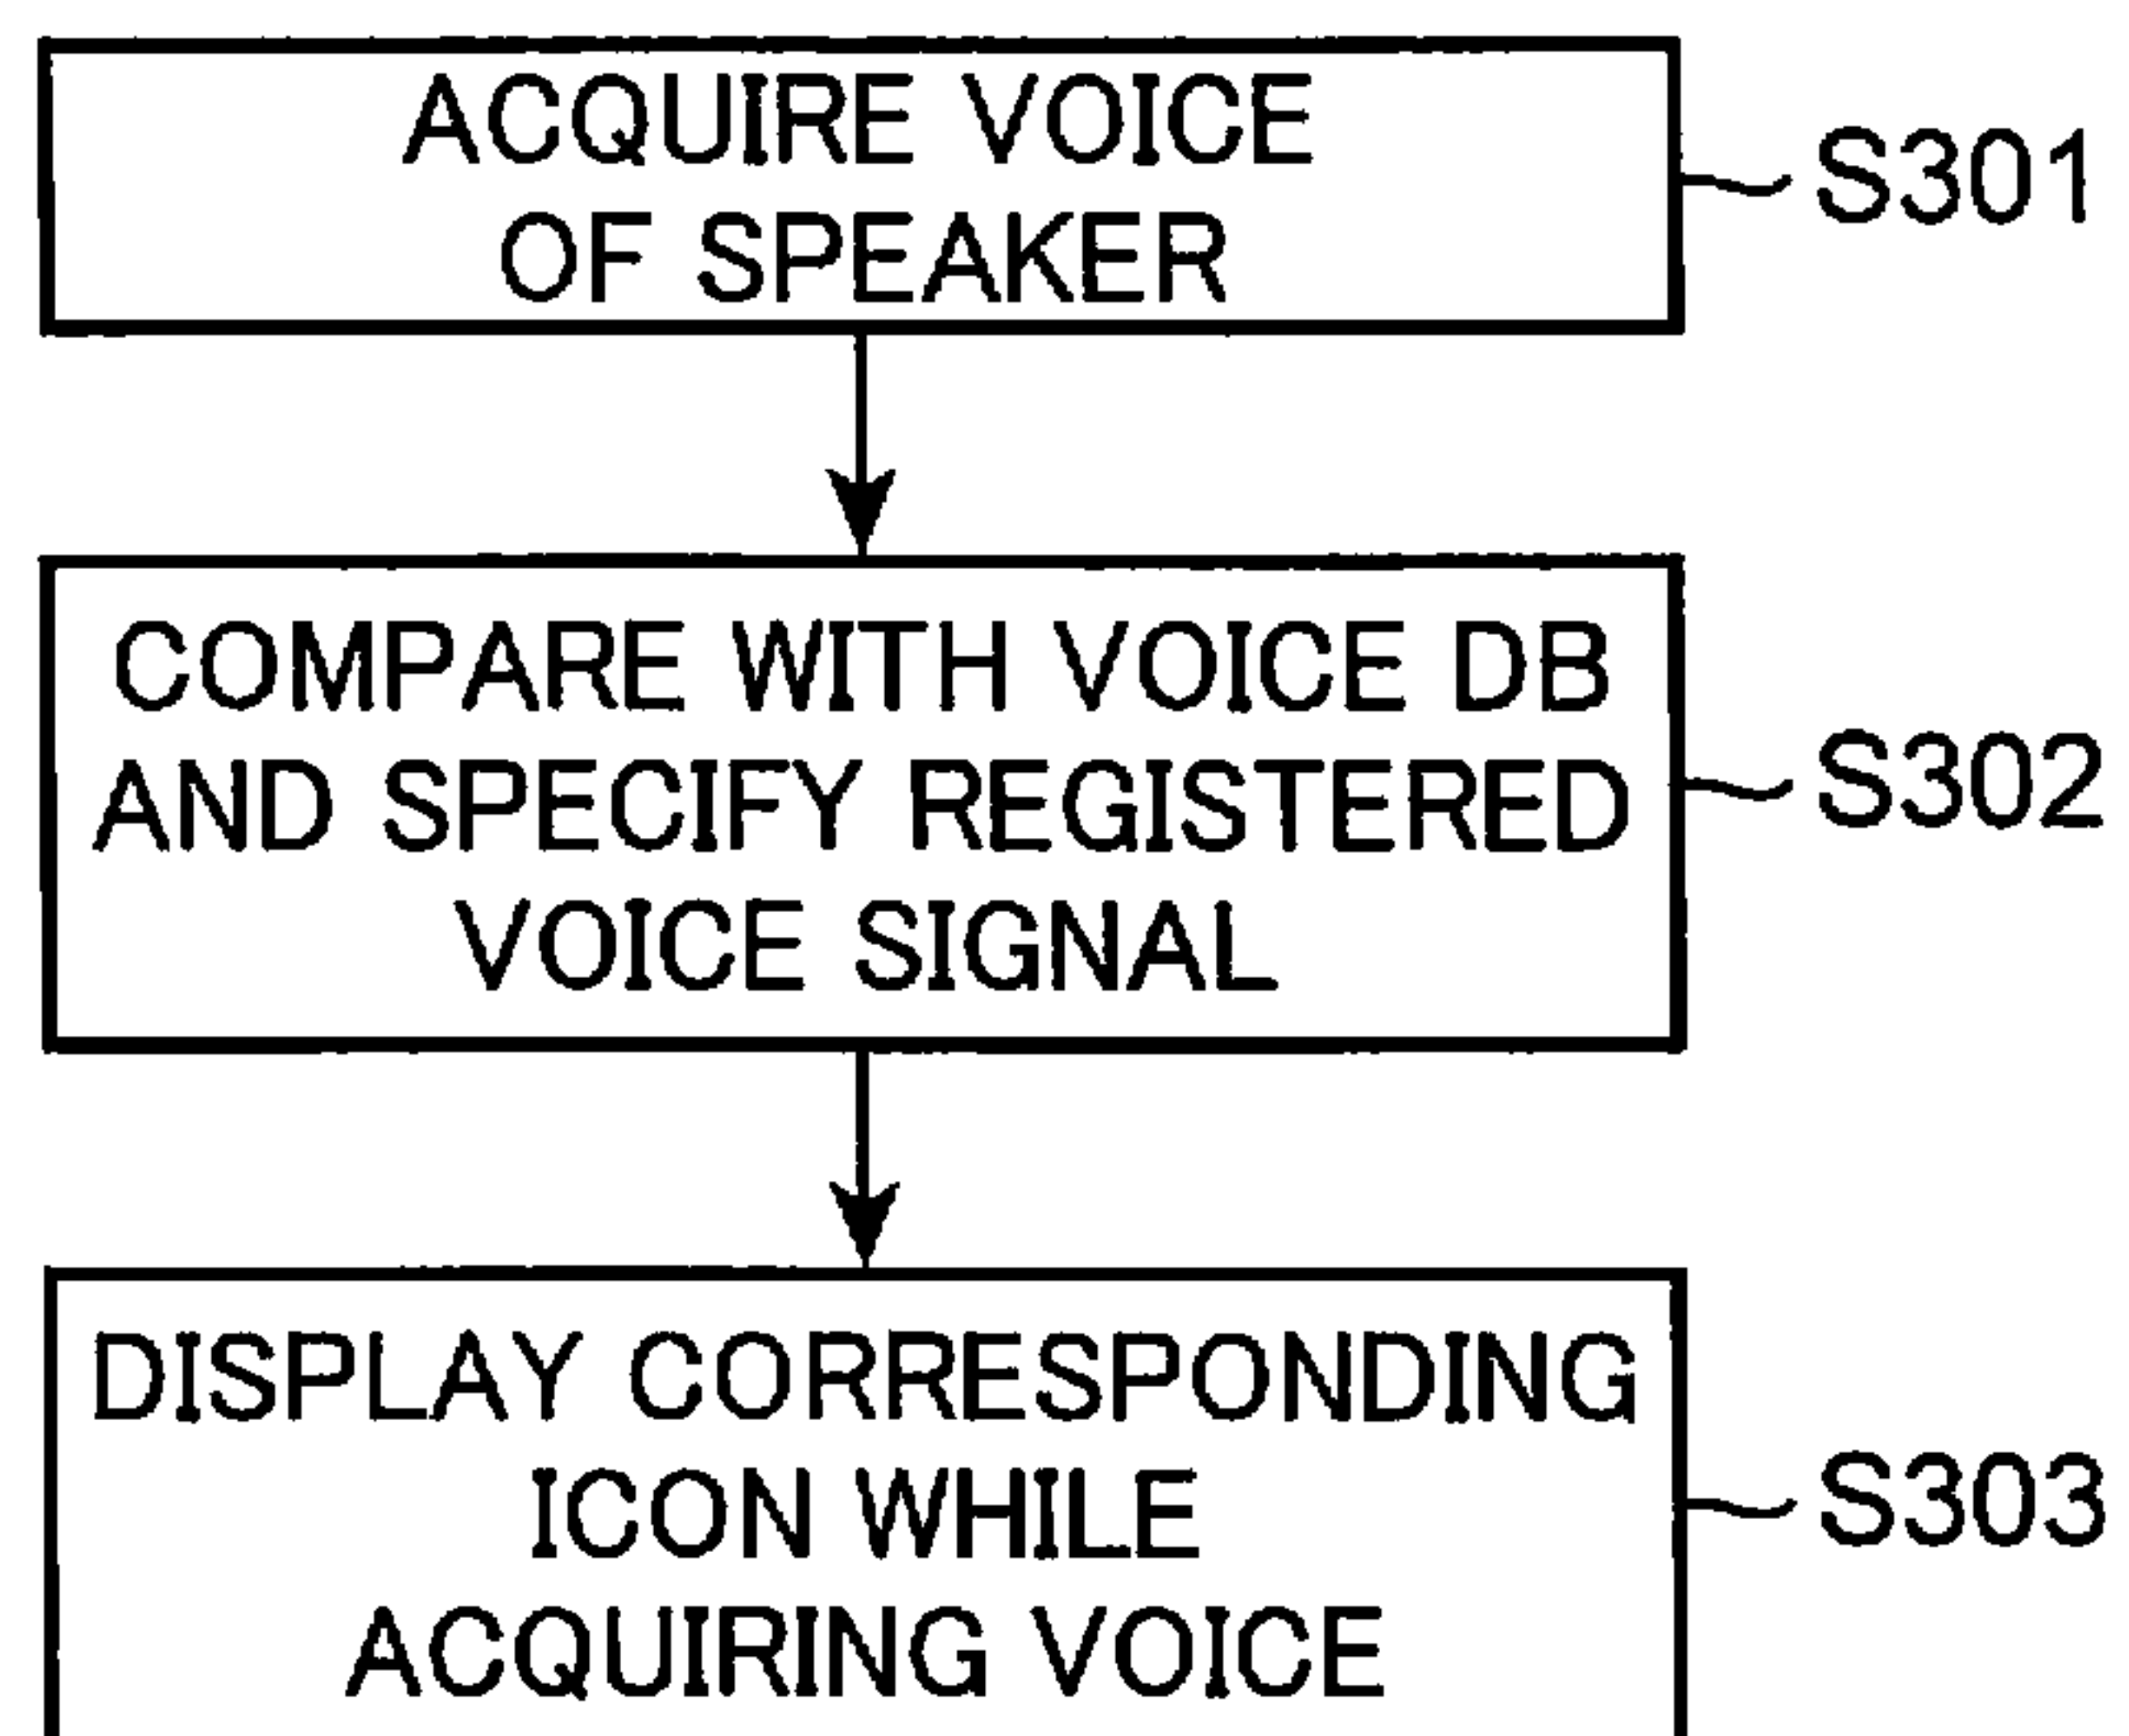 ACQUIRE VOICE
OF SPEAKER
S301
COMPARE WITH VOICE DB
AND SPECIFY REGISTERED
VOICE SIGNAL
S302
DISPLAY CORRESPONDING
ICON WHILE
ACQUIRING VOICE
S303